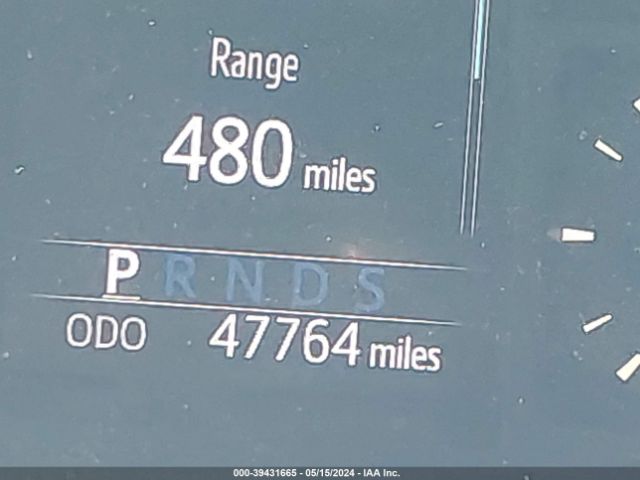 Range
480 miles
P R N D S
ODO 47764 miles
000-39431665 - 05/15/2024 - IAA Inc.